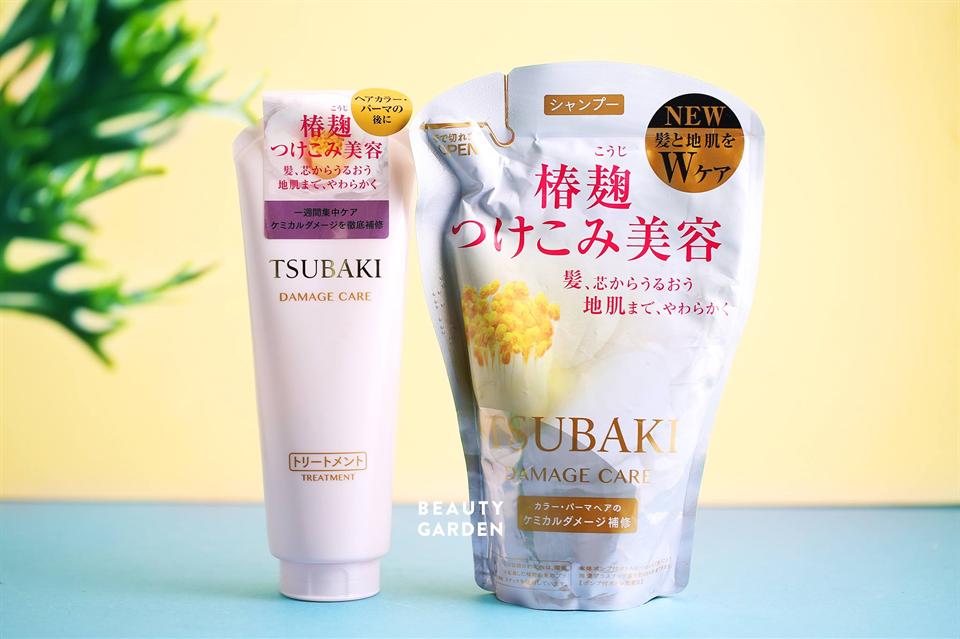 ヘアカラー・
パーマの
後に
こうじ
椿麹
つけこみ美容
髪、芯からうるおう
地肌まで、やわらかく
一週間集中ケア
ケミカルダメージを徹底補修
TSUBAKI
DAMAGE CARE
トリートメント
TREATMENT
シャンプー
で切れて
OPEN
NEW
髪と地肌を
Wケア
こうじ
椿麹
つけこみ美容
髪、芯からうるおう
地肌まで、やわらかく
TSUBAKI
DAMAGE CARE
カラー・パーマヘアの
ケミカルダメージ補修
BEAUTY
GARDEN